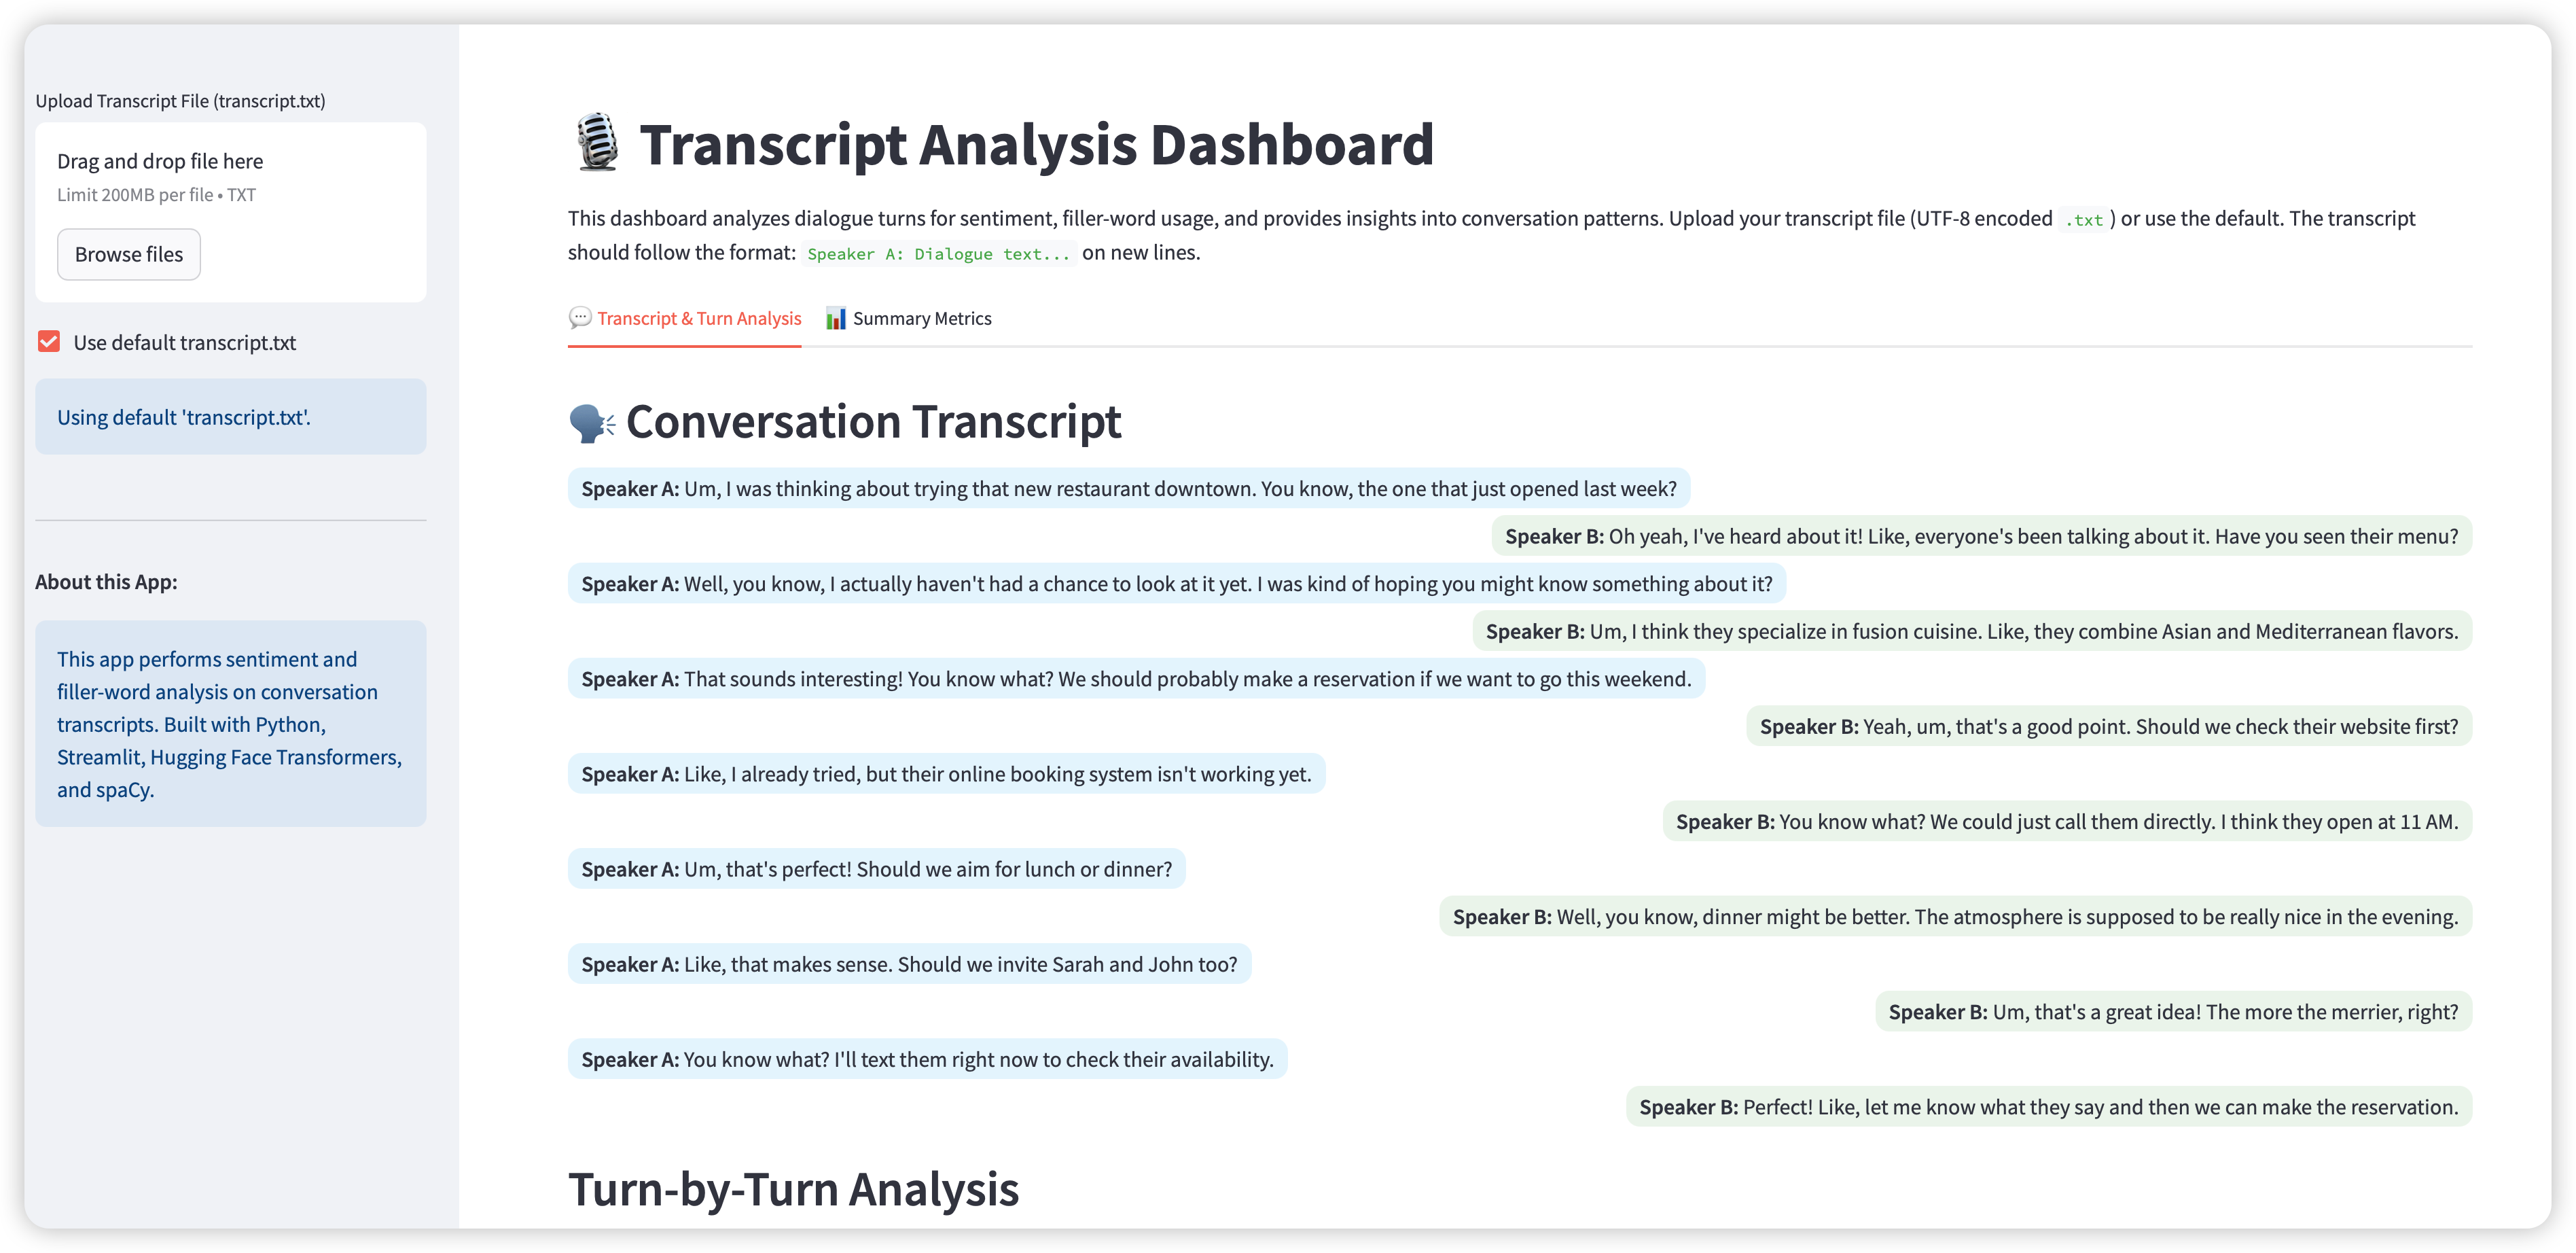 Upload Transcript File (transcript.txt)
Drag and drop file here
Limit 200MB per file • TXT
Browse files
Use default transcript.txt
Using default 'transcript.txt'.
About this App:
This app performs sentiment and
filler-word analysis on conversation
transcripts. Built with Python,
Streamlit, Hugging Face Transformers,
and spaCy.
Transcript Analysis Dashboard
This dashboard analyzes dialogue turns for sentiment, filler-word usage, and provides insights into conversation patterns. Upload your transcript file (UTF-8 encoded .txt) or use the default. The transcript
should follow the format: Speaker A: Dialogue text... on new lines.
Transcript & Turn Analysis Summary Metrics
Conversation Transcript
Speaker A: Um, I was thinking about trying that new restaurant downtown. You know, the one that just opened last week?
Speaker B: Oh yeah, I've heard about it! Like, everyone's been talking about it. Have you seen their menu?
Speaker A: Well, you know, I actually haven't had a chance to look at it yet. I was kind of hoping you might know something about it?
Speaker B: Um, I think they specialize in fusion cuisine. Like, they combine Asian and Mediterranean flavors.
Speaker A: That sounds interesting! You know what? We should probably make a reservation if we want to go this weekend.
Speaker B: Yeah, um, that's a good point. Should we check their website first?
Speaker A: Like, I already tried, but their online booking system isn't working yet.
Speaker B: You know what? We could just call them directly. I think they open at 11 AM.
Speaker A: Um, that's perfect! Should we aim for lunch or dinner?
Speaker B: Well, you know, dinner might be better. The atmosphere is supposed to be really nice in the evening.
Speaker A: Like, that makes sense. Should we invite Sarah and John too?
Speaker B: Um, that's a great idea! The more the merrier, right?
Speaker A: You know what? I'll text them right now to check their availability.
Speaker B: Perfect! Like, let me know what they say and then we can make the reservation.
Turn-by-Turn Analysis